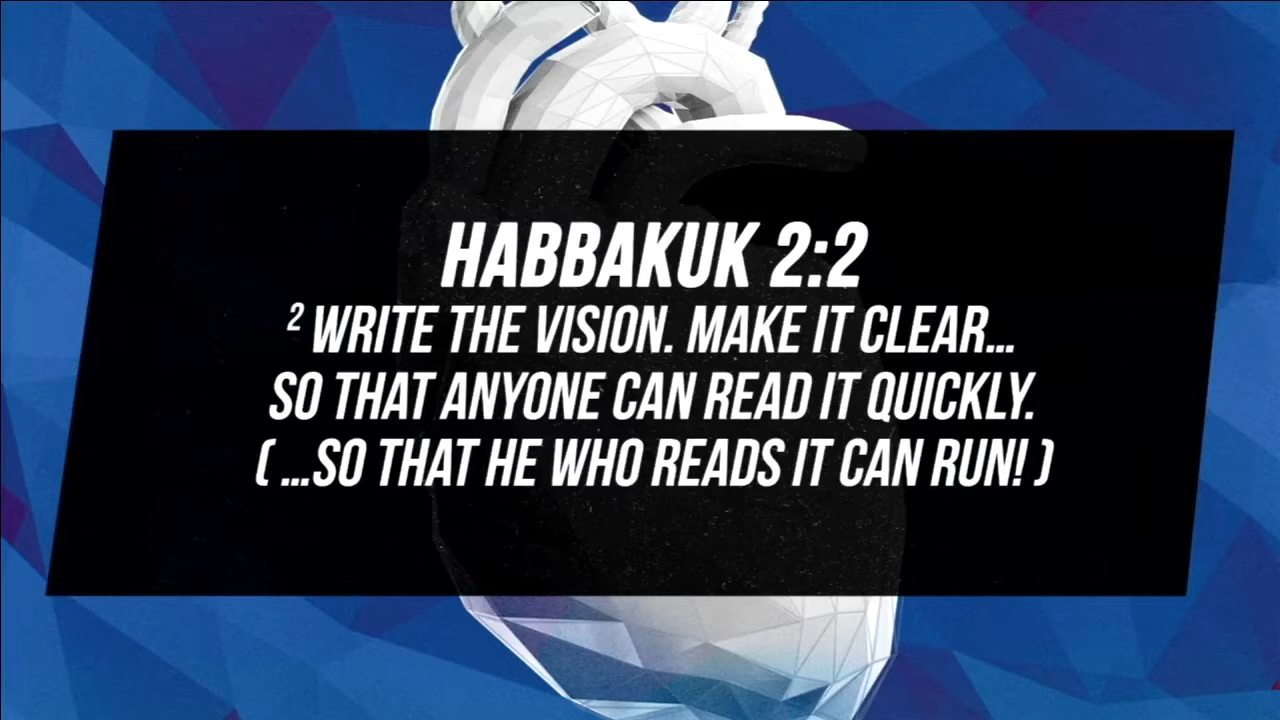 HABBAKUK 2:2
² WRITE THE VISION. MAKE IT CLEAR...
SO THAT ANYONE CAN READ IT QUICKLY.
( ...SO THAT HE WHO READS IT CAN RUN! )